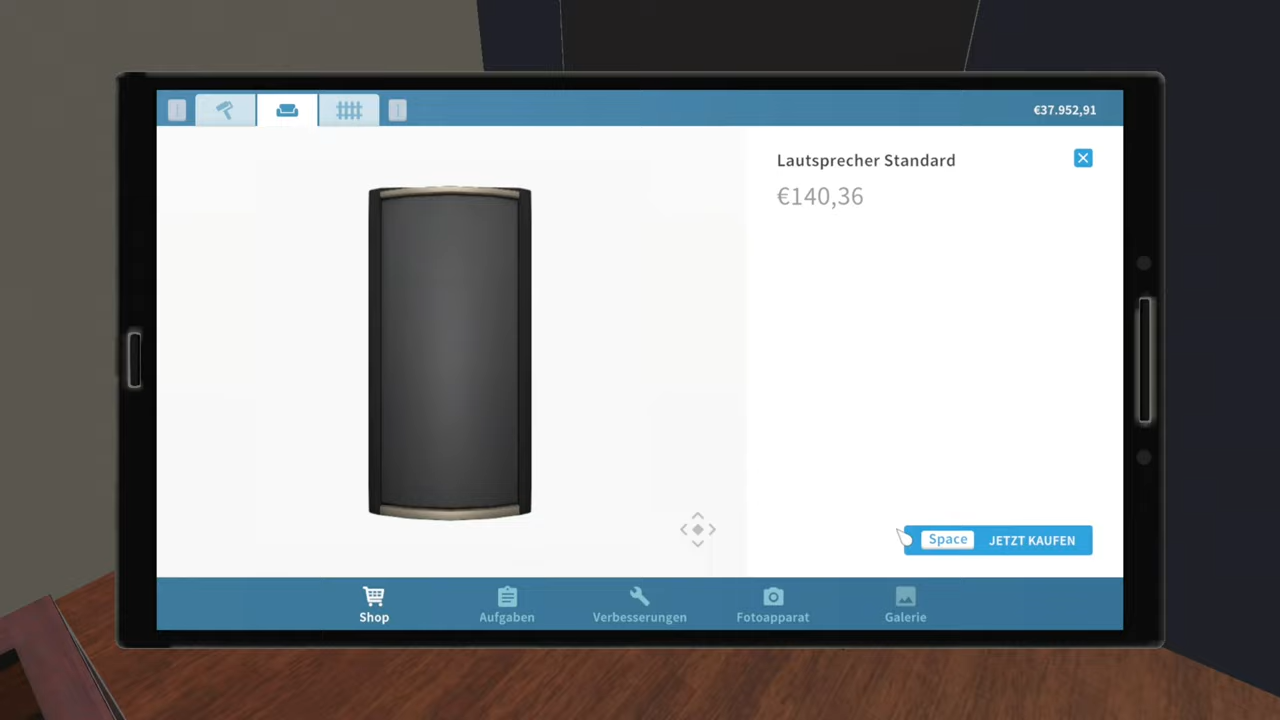 €37.952,91
Lautsprecher Standard
€140,36
Space JETZT KAUFEN
Shop Aufgaben Verbesserungen Fotoapparat Galerie